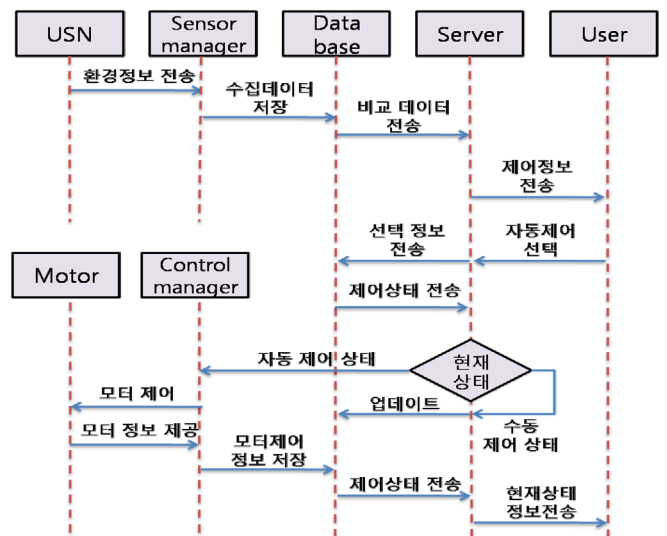 USN
Sensor
manager
Data
base
Server
User
환경정보 전송
수집데이터
저장
비교 데이터
전송
제어정보
전송
선택 정보
전송
자동제어
선택
Motor
Control
manager
제어상태 전송
자동 제어 상태
현재
상태
모터 제어
업데이트
수동
제어 상태
모터 정보 제공
모터제어
정보 저장
제어상태 전송
현재상태
정보전송